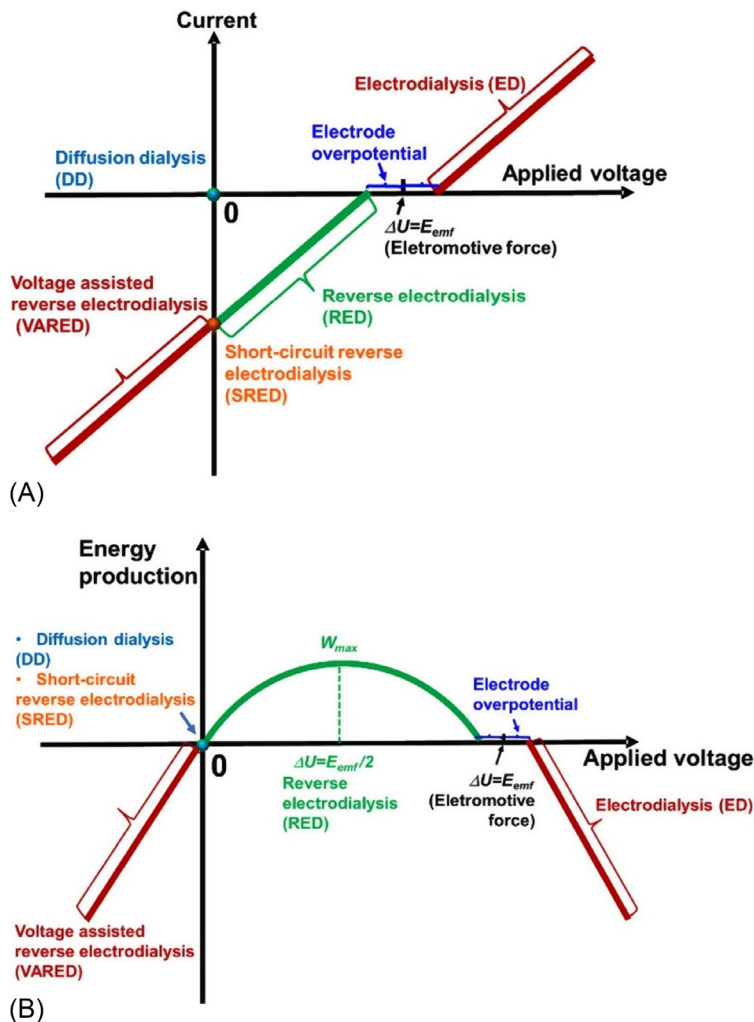 Current
Electrodialysis (ED)
Electrode
overpotential
Diffusion dialysis
(DD)
Applied voltage
0
ΔU=Eemf
(Eletromotive force)
Voltage assisted
reverse electrodialysis
(VARED)
Reverse electrodialysis
(RED)
Short-circuit reverse
electrodialysis
(SRED)
(A)
Energy
production
• Diffusion dialysis
(DD)
• Short-circuit
reverse electrodialysis
(SRED)
Wmax
Electrode
overpotential
0
Applied voltage
ΔU=Eemf/2
Reverse
electrodialysis
(RED)
ΔU=Eemf
(Eletromotive
force)
Electrodialysis (ED)
Voltage assisted
reverse electrodialysis
(VARED)
(B)